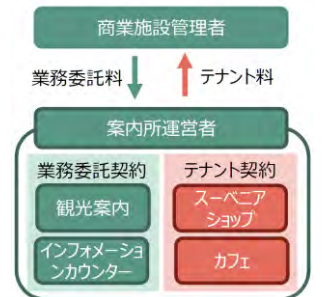 商業施設管理者
業務委託料
テナント料
案内所運営者
業務委託契約
テナント契約
観光案内
スーベニア
ショップ
インフォメーショ
ンカウンター
カフェ